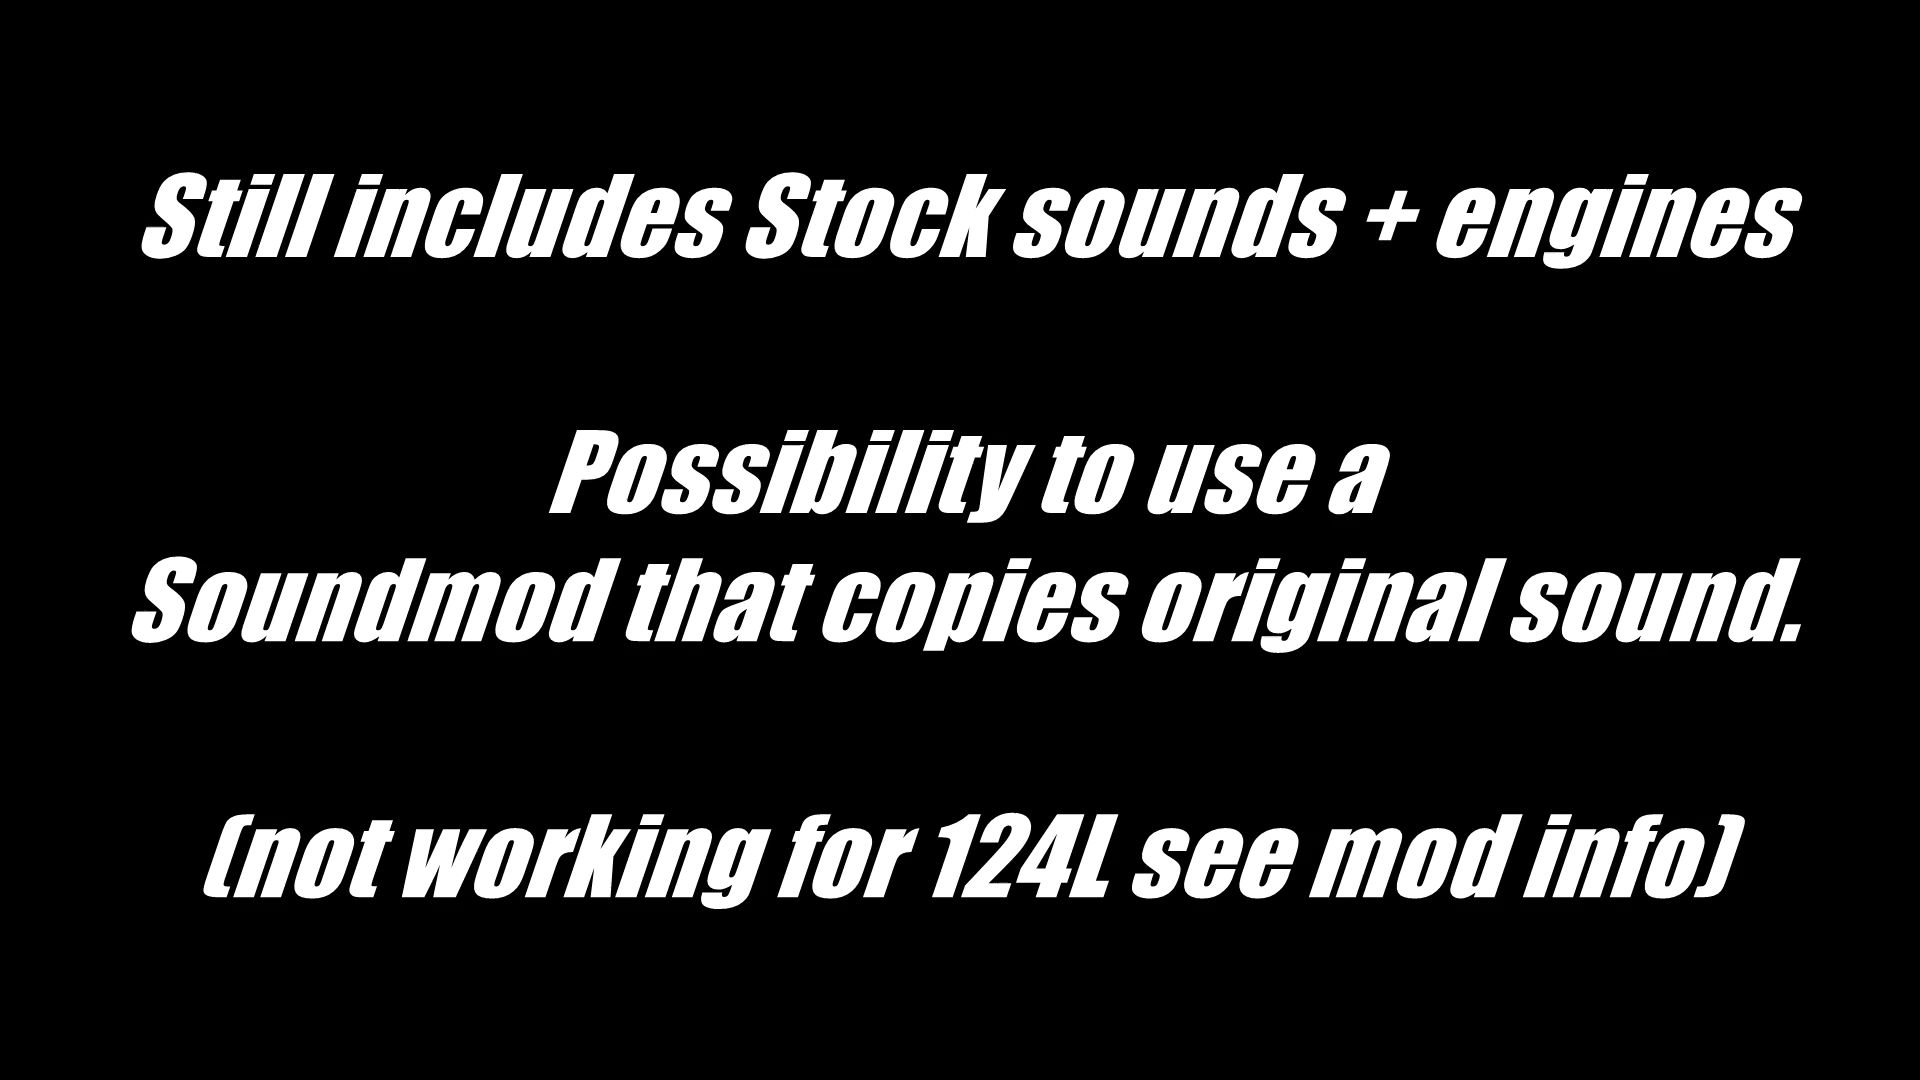 Still includes Stock sounds + engines
Possibility to use a
Soundmod that copies original sound.
(not working for 124L see mod info)